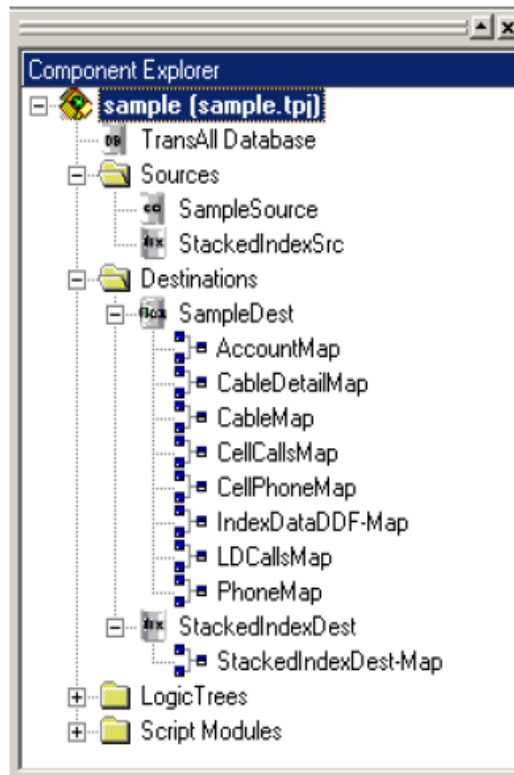 Component Explorer
sample (sample.tpj)
TransAll Database
Sources
SampleSource
StackedIndexSrc
Destinations
SampleDest
AccountMap
CableDetailMap
CableMap
CellCallsMap
CellPhoneMap
IndexDataDDF-Map
LDCallsMap
PhoneMap
StackedIndexDest
StackedIndexDest-Map
LogicTrees
Script Modules